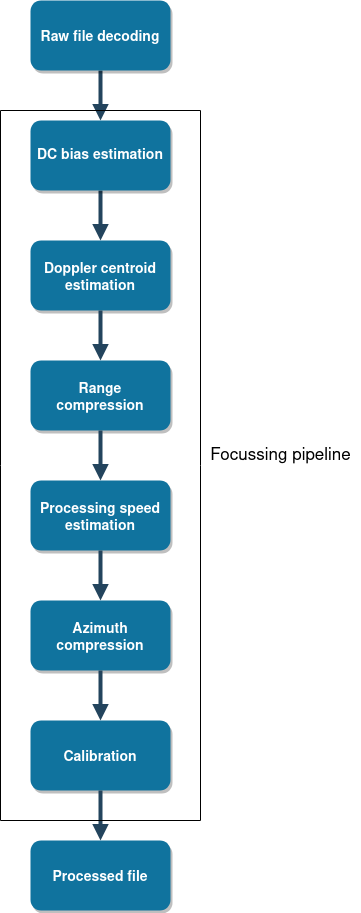 Raw file decoding
DC bias estimation
Doppler centroid
estimation
Range
compression
Focussing pipeline
Processing speed
estimation
Azimuth
compression
Calibration
Processed file